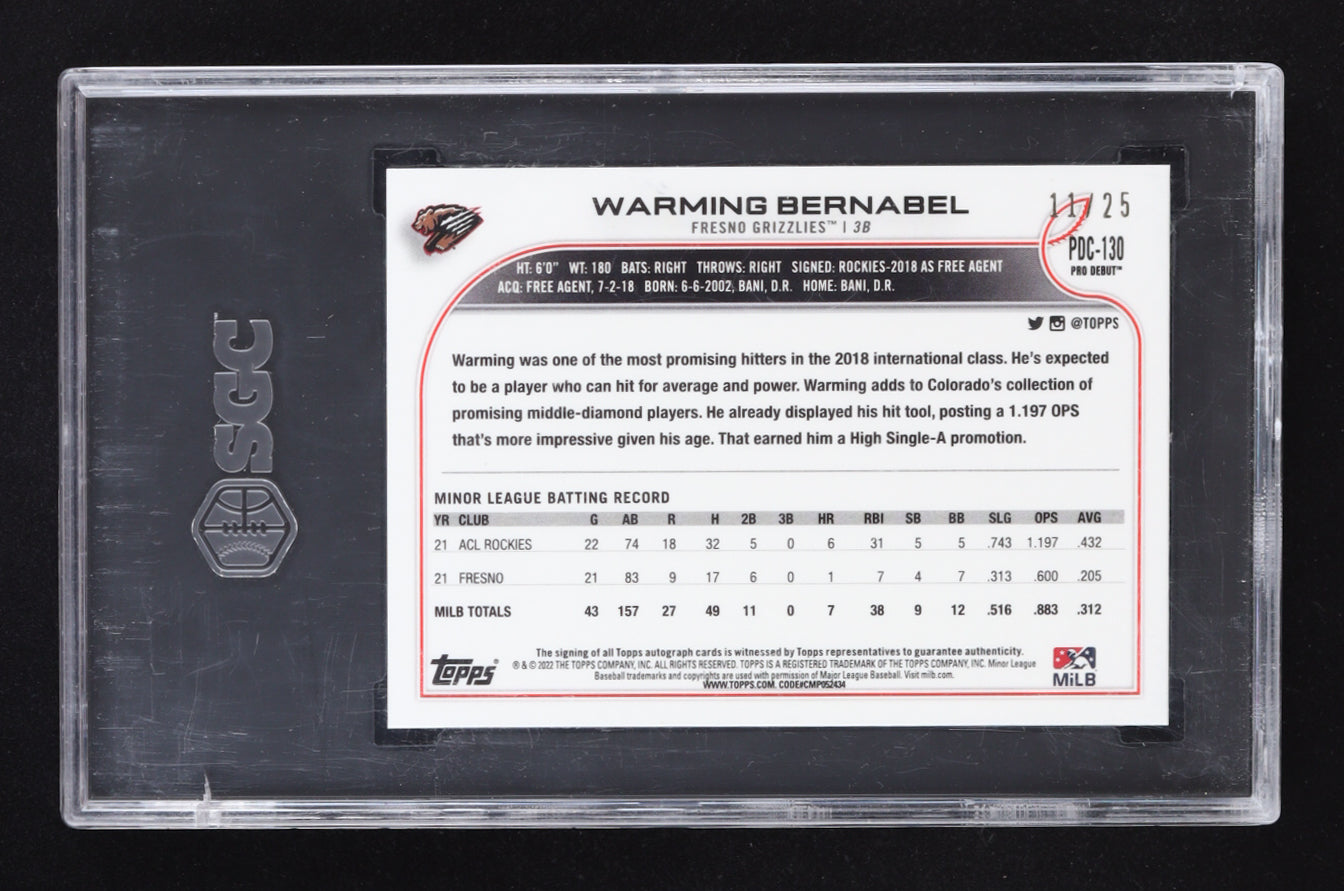 SGC™
WARMING BERNABEL
11/25
FRESNO GRIZZLIES™ | 3B
PDC-130
PRO DEBUT™
HT: 6'0" WT: 180 BATS: RIGHT THROWS: RIGHT SIGNED: ROCKIES-2018 AS FREE AGENT
ACQ: FREE AGENT, 7-2-18 BORN: 6-6-2002, BANI, D.R. HOME: BANI, D.R.
@TOPPS
Warming was one of the most promising hitters in the 2018 international class. He's expected
to be a player who can hit for average and power. Warming adds to Colorado's collection of
promising middle-diamond players. He already displayed his hit tool, posting a 1.197 OPS
that's more impressive given his age. That earned him a High Single-A promotion.
MINOR LEAGUE BATTING RECORD
YR CLUB G AB R H 2B 3B HR RBI SB BB SLG OPS AVG
21 ACL ROCKIES 22 74 18 32 5 0 6 31 5 5 .743 1.197 .432
21 FRESNO 21 83 9 17 6 0 1 7 4 7 .313 .600 .205
MILB TOTALS 43 157 27 49 11 0 7 38 9 12 .516 .883 .312
The signing of all Topps autograph cards is witnessed by Topps representatives to guarantee authenticity.
® & © 2022 THE TOPPS COMPANY, INC. ALL RIGHTS RESERVED. TOPPS IS A REGISTERED TRADEMARK OF THE TOPPS COMPANY, INC. Minor League
Baseball trademarks and copyrights are used with permission of Major League Baseball. Visit milb.com.
WWW.TOPPS.COM. CODE#CMP052434
Topps®
MiLB